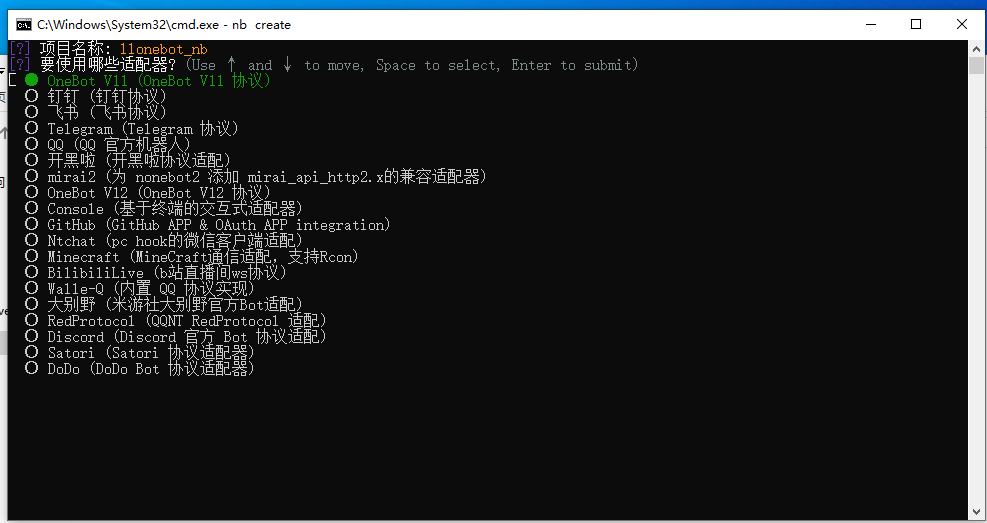 C:\Windows\System32\cmd.exe - nb create
[?] 项目名称: llonebot_nb
[?] 要使用哪些适配器? (Use ↑ and ↓ to move, Space to select, Enter to submit)
OneBot V11 (OneBot V11 协议)
钉钉 (钉钉协议)
飞书 (飞书协议)
Telegram (Telegram 协议)
QQ (QQ 官方机器人)
开黑啦 (开黑啦协议适配)
mirai2 (为 nonebot2 添加 mirai_api_http2.x的兼容适配器)
OneBot V12 (OneBot V12 协议)
Console (基于终端的交互式适配器)
GitHub (GitHub APP & OAuth APP integration)
Ntchat (pc hook的微信客户端适配)
Minecraft (MineCraft通信适配, 支持Rcon)
BilibiliLive (b站直播间ws协议)
Walle-Q (内置 QQ 协议实现)
大别野 (米游社大别野官方Bot适配)
RedProtocol (QQNT RedProtocol 适配)
Discord (Discord 官方 Bot 协议适配)
Satori (Satori 协议适配器)
DoDo (DoDo Bot 协议适配器)